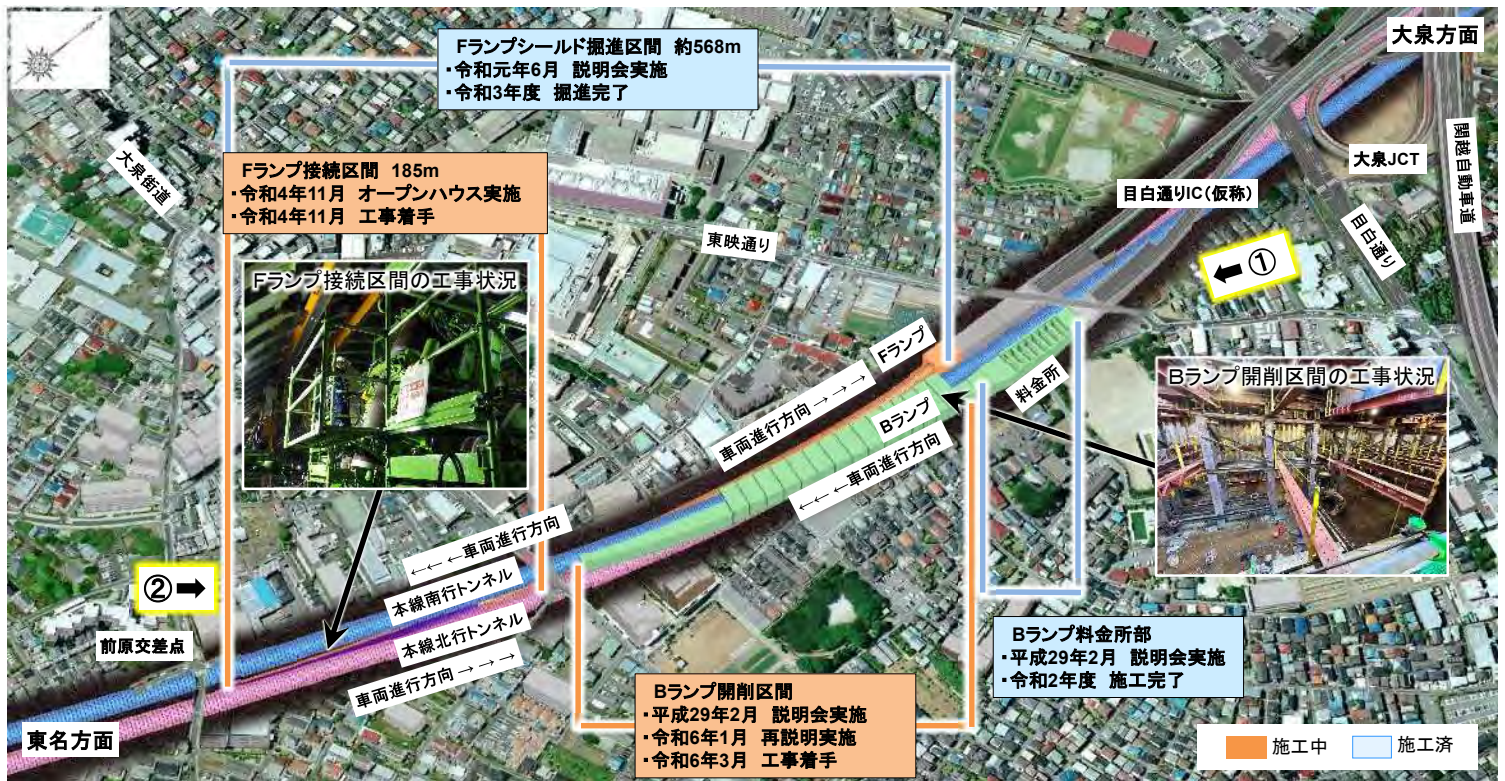 大泉方面
Fランプシールド掘進区間 約568m
・令和元年6月 説明会実施
・令和3年度 掘進完了
Fランプ接続区間 185m
・令和4年11月 オープンハウス実施
・令和4年11月 工事着手
大泉街道
Fランプ接続区間の工事状況
東映通り
目白通りIC(仮称)
大泉JCT
関越自動車道
目白通り
←①
Fランプ
車両進行方向→→→
Bランプ
←←←車両進行方向
料金所
Bランプ開削区間の工事状況
←←←車両進行方向
②➡
本線南行トンネル
本線北行トンネル
車両進行方向→→→
前原交差点
東名方面
Bランプ開削区間
・平成29年2月 説明会実施
・令和6年1月 再説明実施
・令和6年3月 工事着手
Bランプ料金所部
・平成29年2月 説明会実施
・令和2年度 施工完了
施工中
施工済